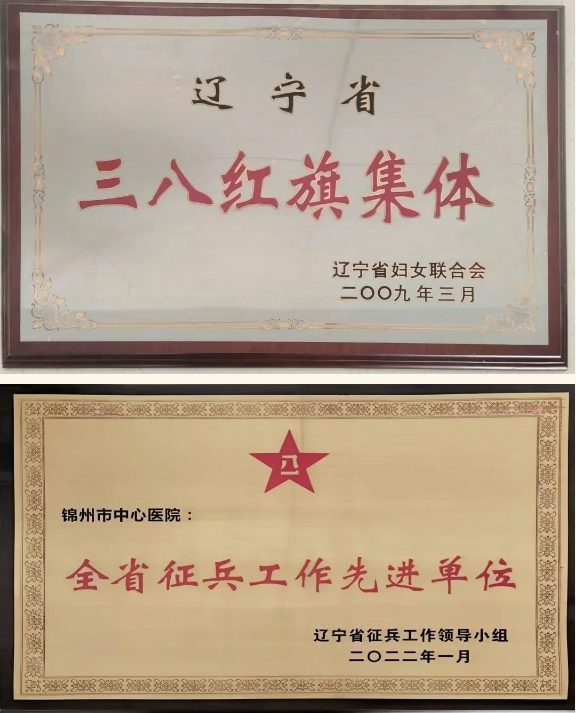 辽宁省
三八红旗集体
辽宁省妇女联合会
二〇〇九年三月
八一
锦州市中心医院：
全省征兵工作先进单位
辽宁省征兵工作领导小组
二〇二二年一月